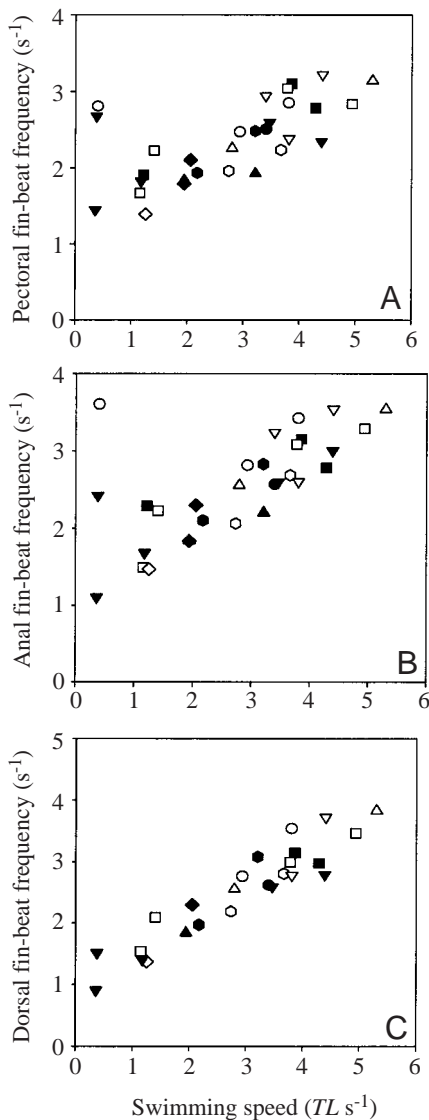 Pectoral fin-beat frequency (s-1)
4
3
2
1
0
0 1 2 3 4 5 6
A
Anal fin-beat frequency (s-1)
4
3
2
1
0
0 1 2 3 4 5 6
B
Dorsal fin-beat frequency (s-1)
5
4
3
2
1
0
0 1 2 3 4 5 6
C
Swimming speed (TL s-1)